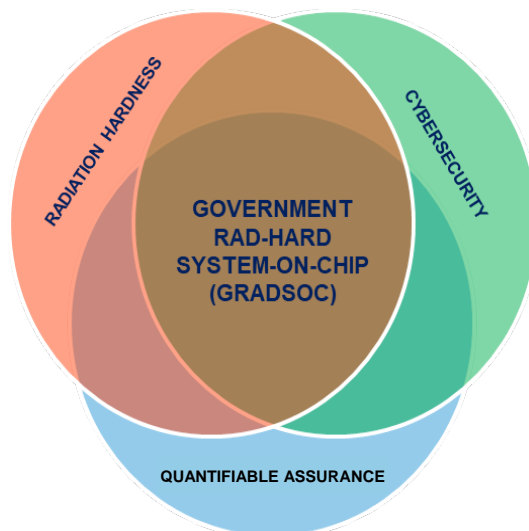 RADIATION HARDNESS
CYBERSECURITY
GOVERNMENT
RAD-HARD
SYSTEM-ON-CHIP
(GRADSOC)
QUANTIFIABLE ASSURANCE